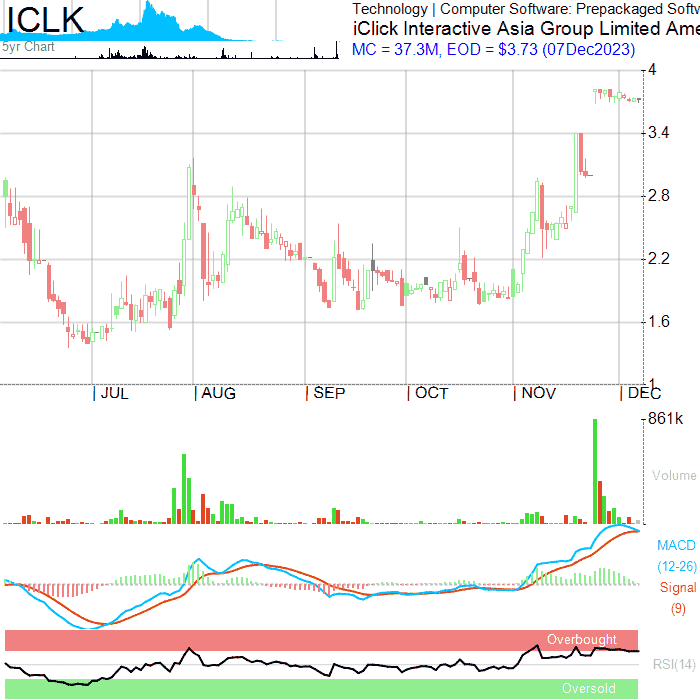 ICLK
5yr Chart
Technology | Computer Software: Prepackaged Softw
iClick Interactive Asia Group Limited Ame
MC = 37.3M, EOD = $3.73 (07Dec2023)
4
3.4
2.8
2.2
1.6
1
JUL
AUG
SEP
OCT
NOV
DEC
861k
Volume
MACD
(12-26)
Signal
(9)
Overbought
RSI(14)
Oversold